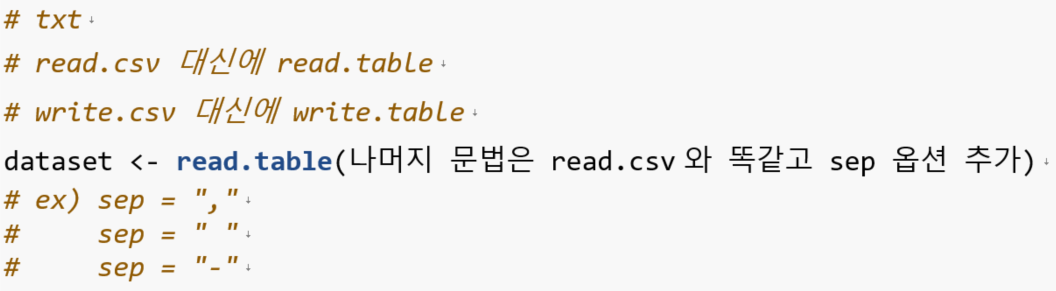 # txt
# read.csv 대신에 read.table
# write.csv 대신에 write.table
dataset <- read.table(나머지 문법은 read.csv와 똑같고 sep 옵션 추가)
# ex) sep = ","
#     sep = " "
#     sep = "-"